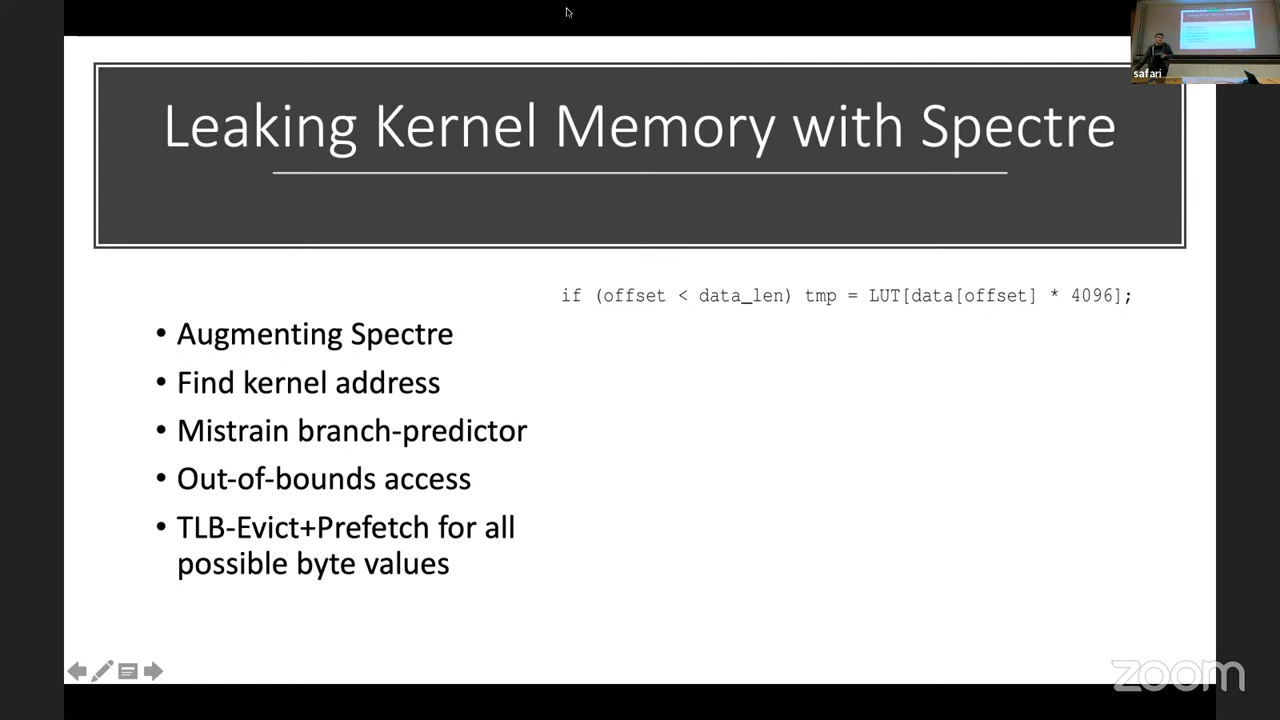 safari
Leaking Kernel Memory with Spectre
if (offset < data_len) tmp = LUT[data[offset] * 4096];
• Augmenting Spectre
• Find kernel address
• Mistrain branch-predictor
• Out-of-bounds access
• TLB-Evict+Prefetch for all
possible byte values
zoom